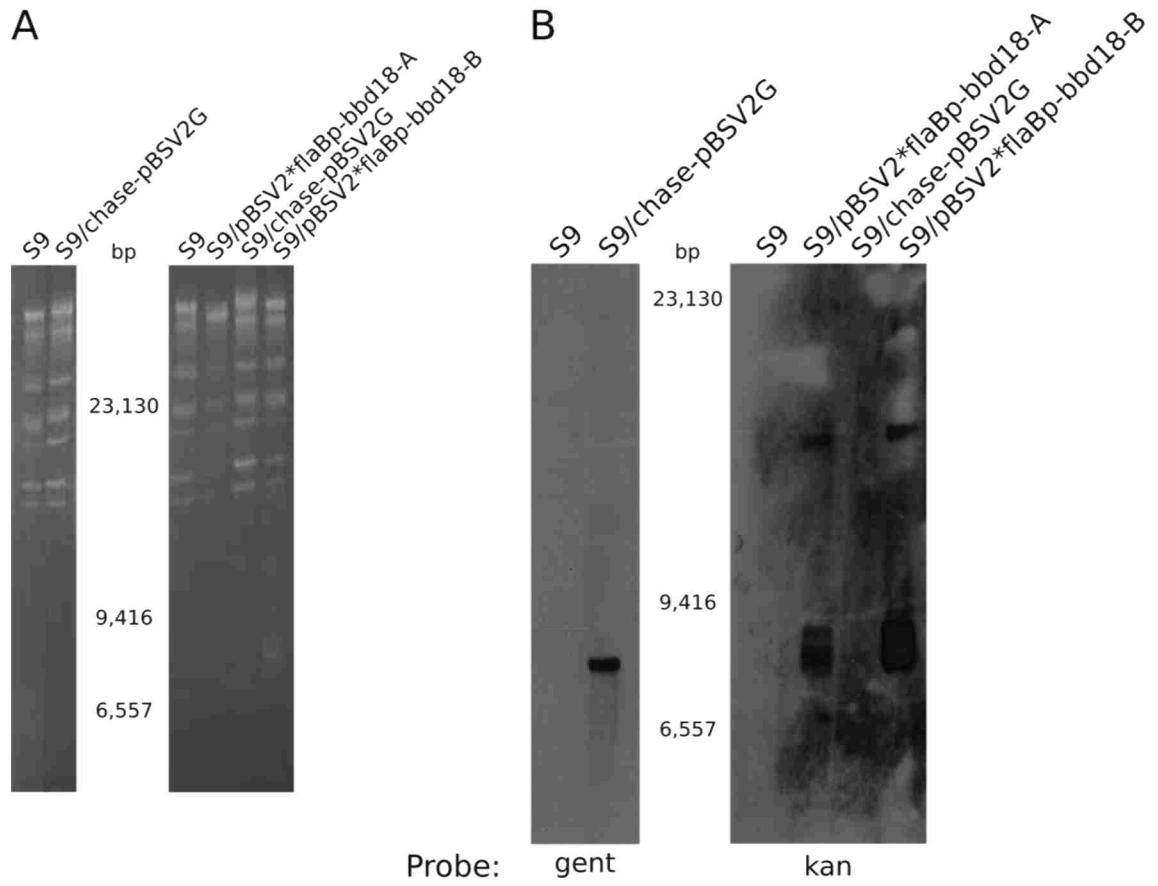 A
S9
S9/chase-pBSV2G
bp
S9
S9/pBSV2*flaBp-bbd18-A
S9/chase-pBSV2G
S9/pBSV2*flaBp-bbd18-B
23,130
9,416
6,557
B
S9
S9/chase-pBSV2G
bp
S9
S9/pBSV2*flaBp-bbd18-A
S9/chase-pBSV2G
S9/pBSV2*flaBp-bbd18-B
23,130
9,416
6,557
Probe: gent kan